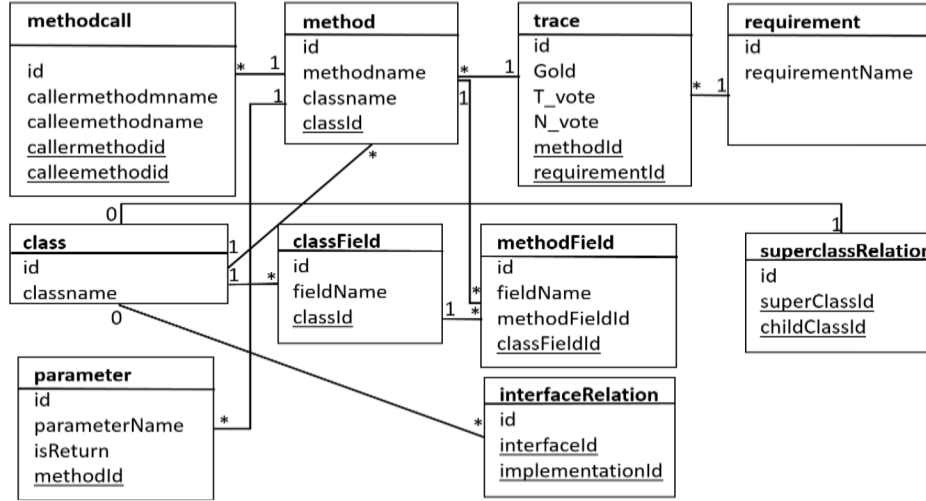 methodcall
id
callermethodmname
calleemethodname
callermethodid
calleemethodid
* 1
method
id
methodname
classname
classId
* 1
trace
id
Gold
T_vote
N_vote
methodId
requirementId
* 1
requirement
id
requirementName
1
1
*
0
1
class
id
classname
1
1
*
0
classField
id
fieldName
classId
1
*
*
methodField
id
fieldName
methodFieldId
classFieldId
superclassRelation
id
superClassId
childClassId
parameter
id
parameterName
isReturn
methodId
*
*
interfaceRelation
id
interfaceId
implementationId